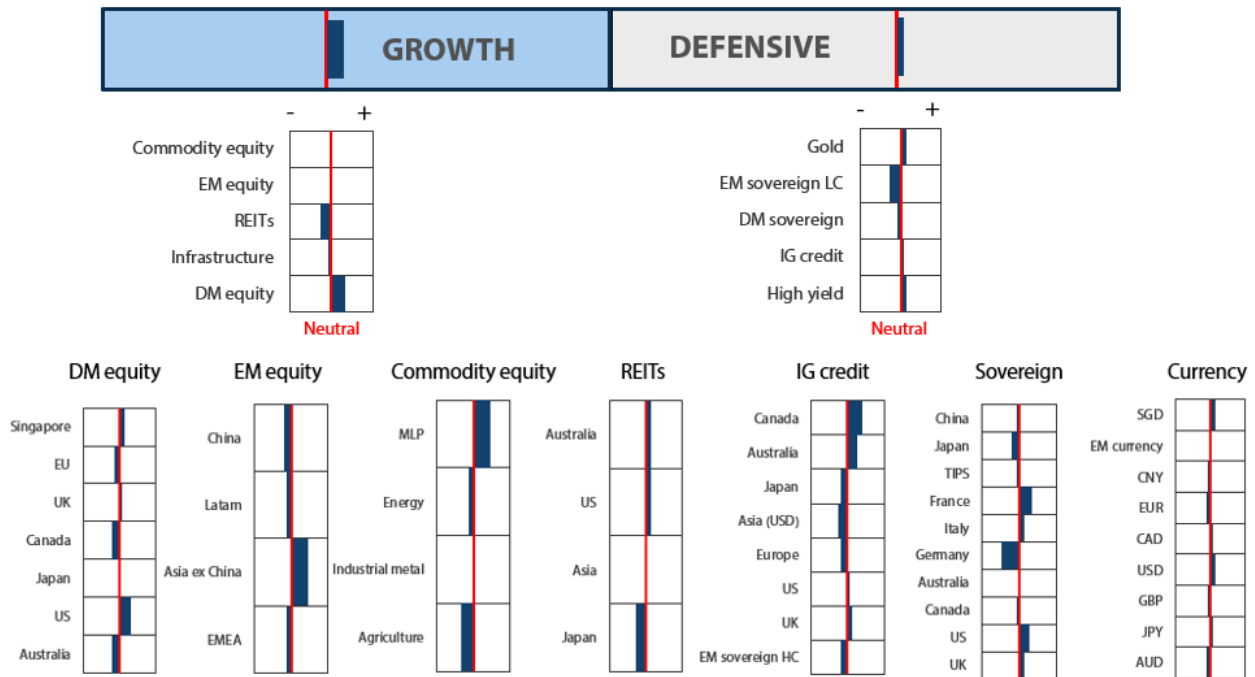 GROWTH
DEFENSIVE
- +
Commodity equity
EM equity
REITs
Infrastructure
DM equity
Neutral
- +
Gold
EM sovereign LC
DM sovereign
IG credit
High yield
Neutral
DM equity
Singapore
EU
UK
Canada
Japan
US
Australia
EM equity
China
Latam
Asia ex China
EMEA
Commodity equity
MLP
Energy
Industrial metal
Agriculture
REITs
Australia
US
Asia
Japan
IG credit
Canada
Australia
Japan
Asia (USD)
Europe
US
UK
EM sovereign HC
Sovereign
China
Japan
TIPS
France
Italy
Germany
Australia
Canada
US
UK
Currency
SGD
EM currency
CNY
EUR
CAD
USD
GBP
JPY
AUD